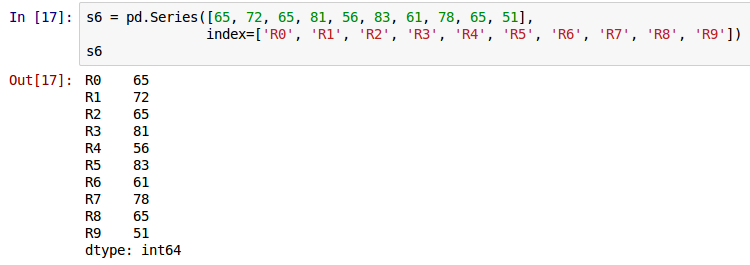 In [17]: s6 = pd.Series([65, 72, 65, 81, 56, 83, 61, 78, 65, 51],
index=['R0', 'R1', 'R2', 'R3', 'R4', 'R5', 'R6', 'R7', 'R8', 'R9'])
s6
Out[17]: R0 65
R1 72
R2 65
R3 81
R4 56
R5 83
R6 61
R7 78
R8 65
R9 51
dtype: int64